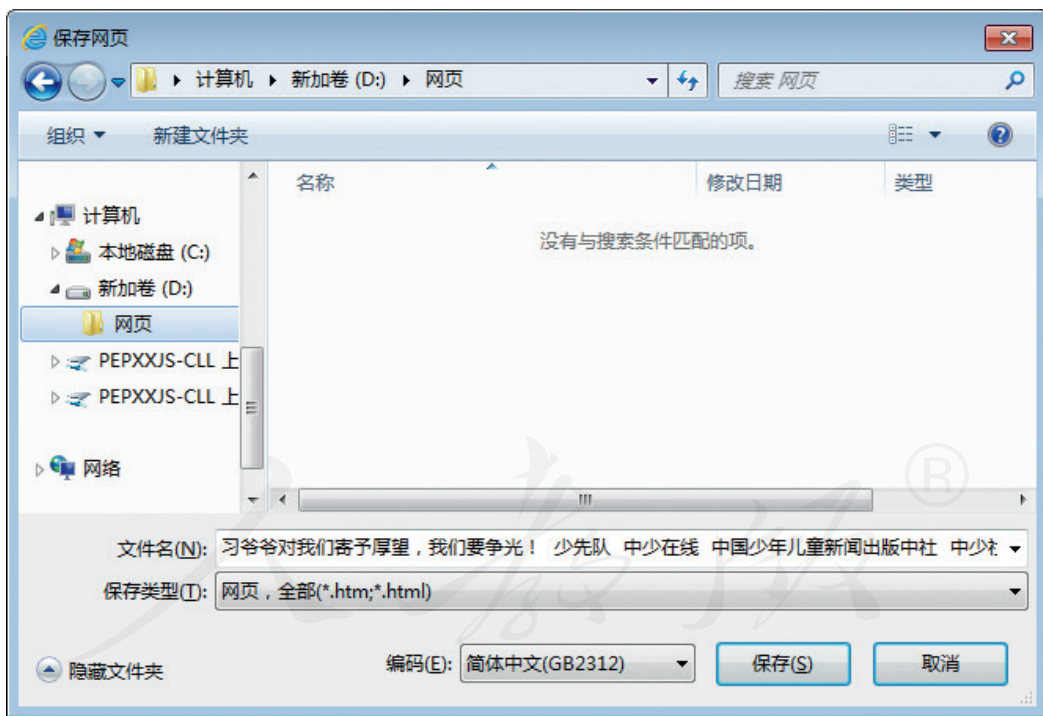 保存网页
计算机 ▸ 新加卷 (D:) ▸ 网页
搜索 网页
组织
新建文件夹
名称
修改日期
类型
没有与搜索条件匹配的项。
计算机
本地磁盘 (C:)
新加卷 (D:)
网页
PEPXXJS-CLL 上
PEPXXJS-CLL 上
网络
人教版®
文件名(N): 习爷爷对我们寄予厚望，我们要争光！ 少先队 中少在线 中国少年儿童新闻出版中社 中少社
保存类型(T): 网页，全部(*.htm;*.html)
隐藏文件夹
编码(E): 简体中文(GB2312)
保存(S)
取消